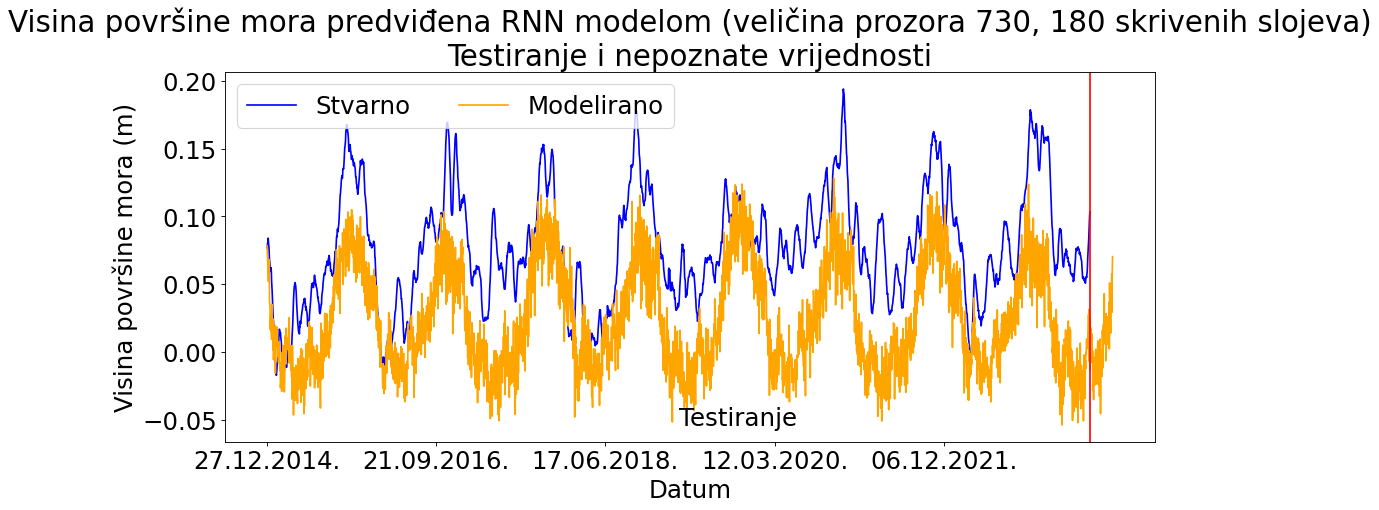 Visina površine mora predviđena RNN modelom (veličina prozora 730, 180 skrivenih slojeva)
Testiranje i nepoznate vrijednosti
Stvarno Modelirano
Visina površine mora (m)
0.20
0.15
0.10
0.05
0.00
−0.05
Testiranje
27.12.2014. 21.09.2016. 17.06.2018. 12.03.2020. 06.12.2021.
Datum